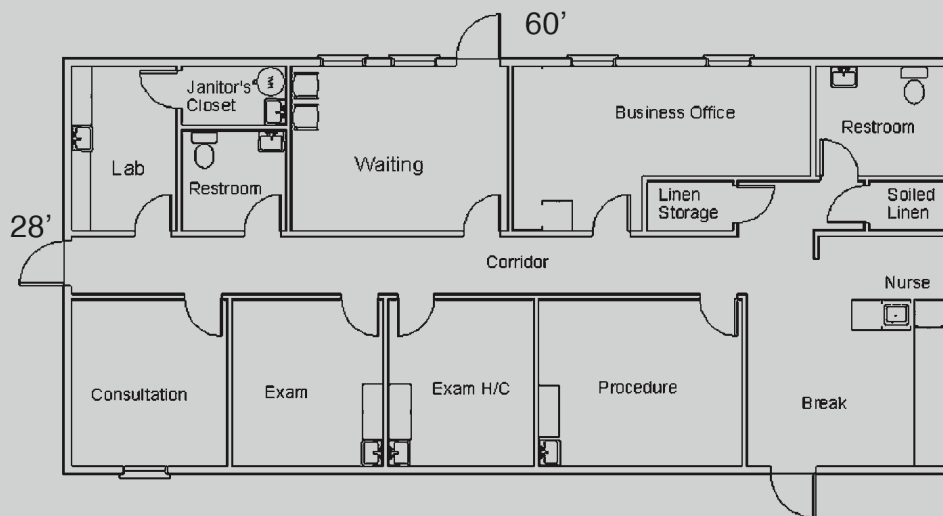 60’
Janitor's
Closet
Business Office
Restroom
Lab
Waiting
Restroom
Linen
Storage
Soiled
Linen
28’
Corridor
Nurse
Consultation
Exam
Exam H/C
Procedure
Break